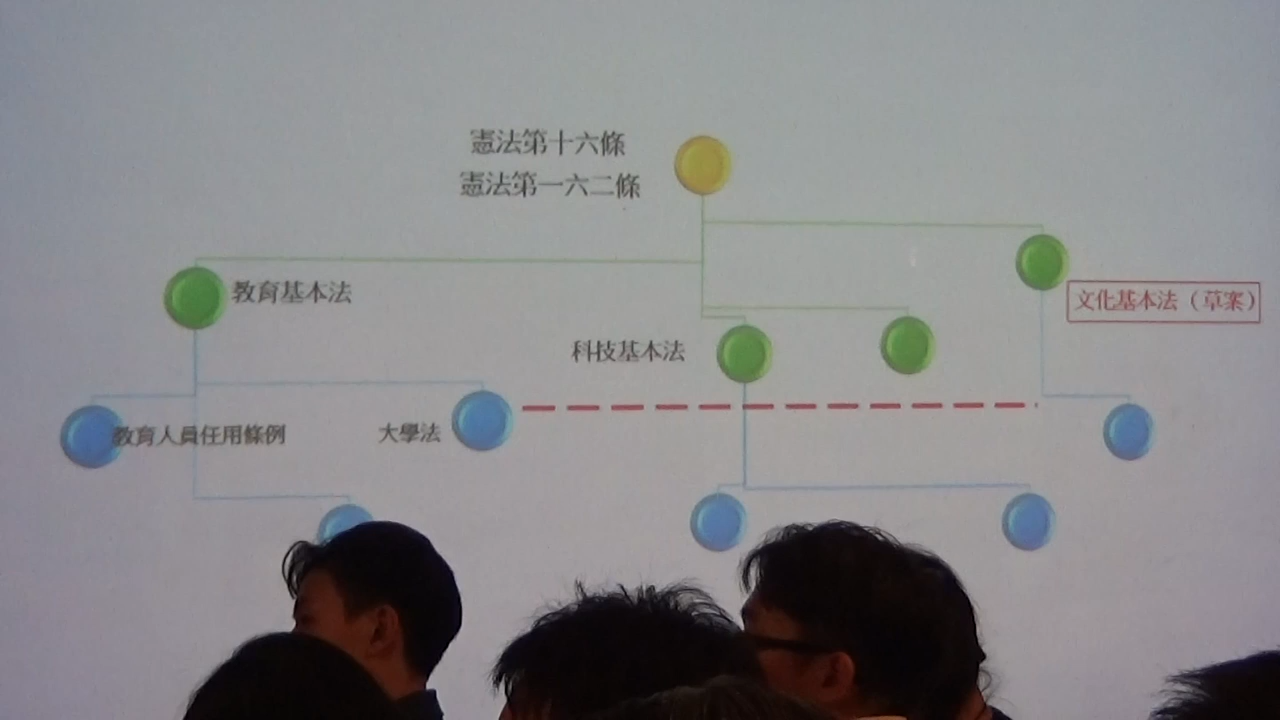 憲法第十六條
憲法第一六二條
教育基本法
文化基本法（草案）
科技基本法
教育人員任用條例
大學法